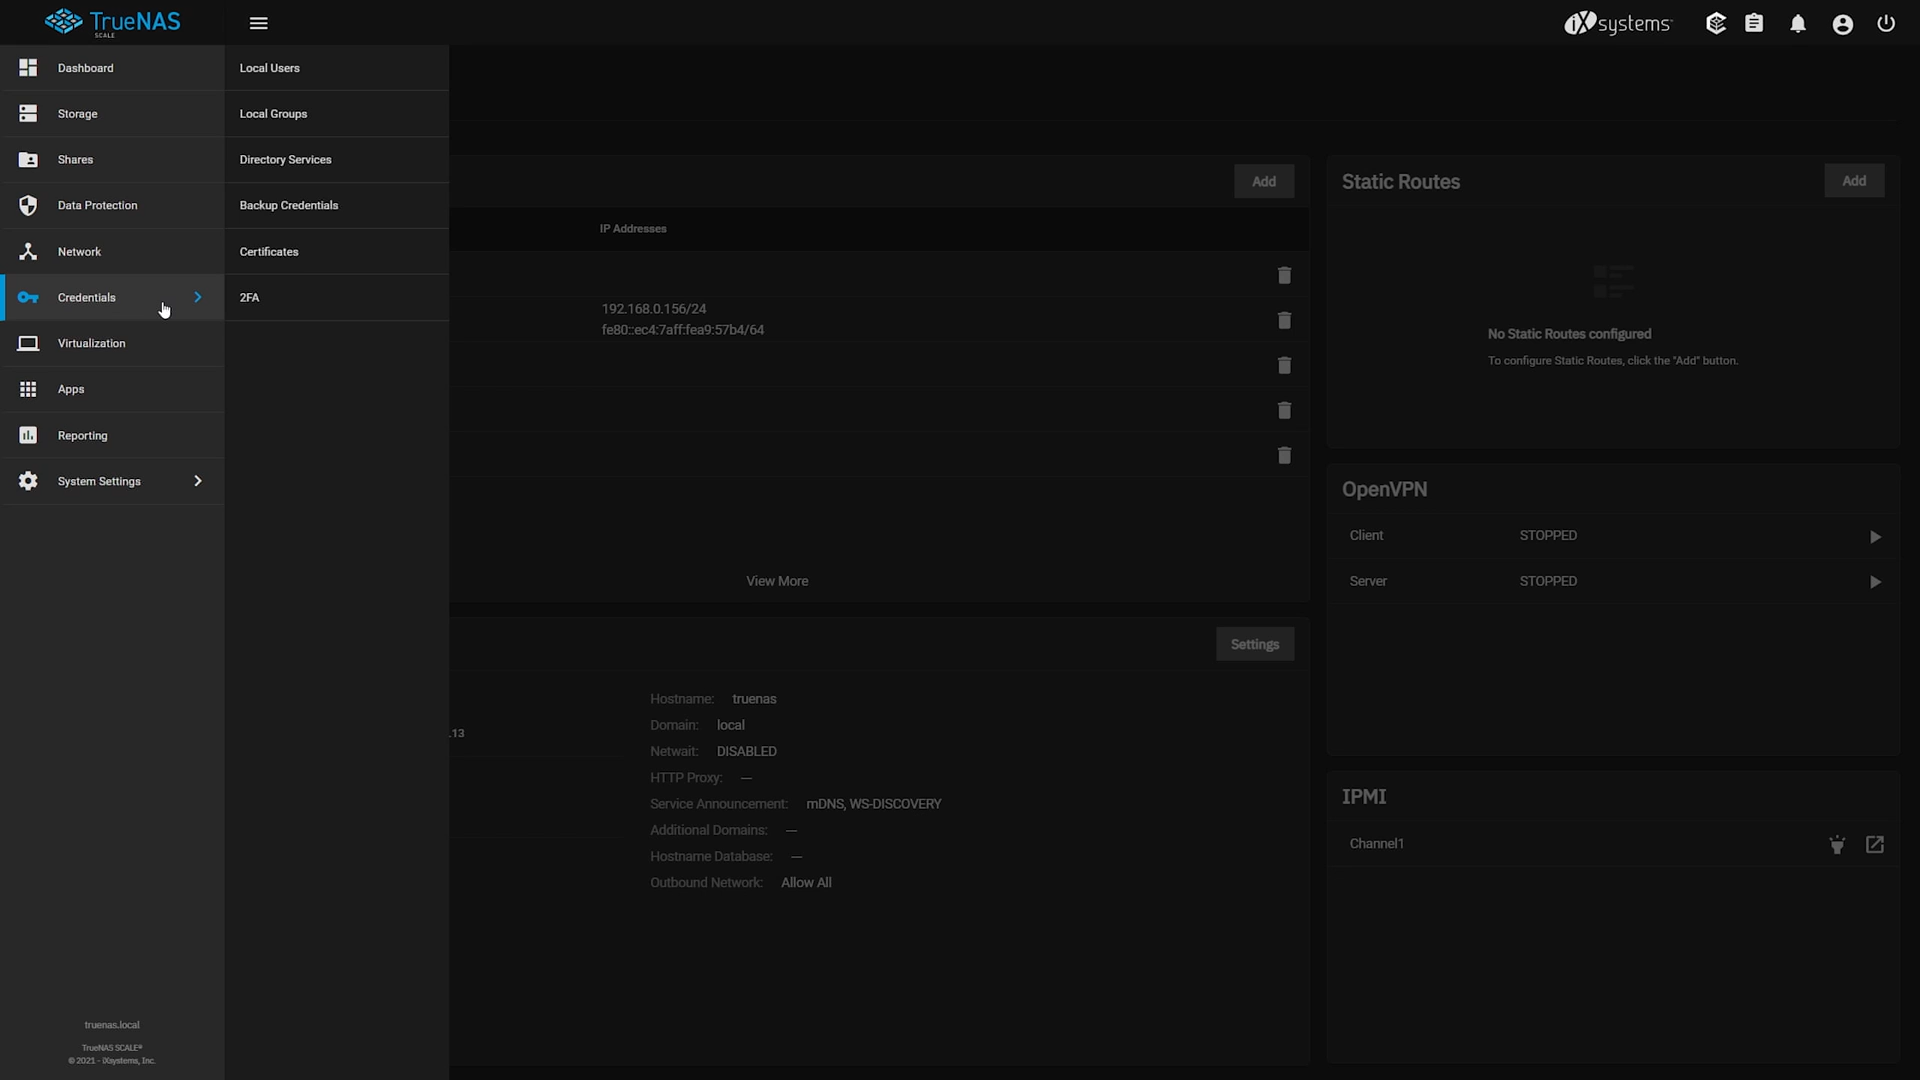 TrueNAS
SCALE
iXsystems
Dashboard
Storage
Shares
Data Protection
Network
Credentials
Virtualization
Apps
Reporting
System Settings
truenas.local
TrueNAS SCALE®
© 2021 - iXsystems, Inc.
Local Users
Local Groups
Directory Services
Backup Credentials
Certificates
2FA
Add
IP Addresses
192.168.0.156/24
fe80::ec4:7aff:fea9:57b4/64
View More
Settings
.13
Hostname: truenas
Domain: local
Netwait: DISABLED
HTTP Proxy: —
Service Announcement: mDNS, WS-DISCOVERY
Additional Domains: —
Hostname Database: —
Outbound Network: Allow All
Static Routes
Add
No Static Routes configured
To configure Static Routes, click the "Add" button.
OpenVPN
Client STOPPED
Server STOPPED
IPMI
Channel1